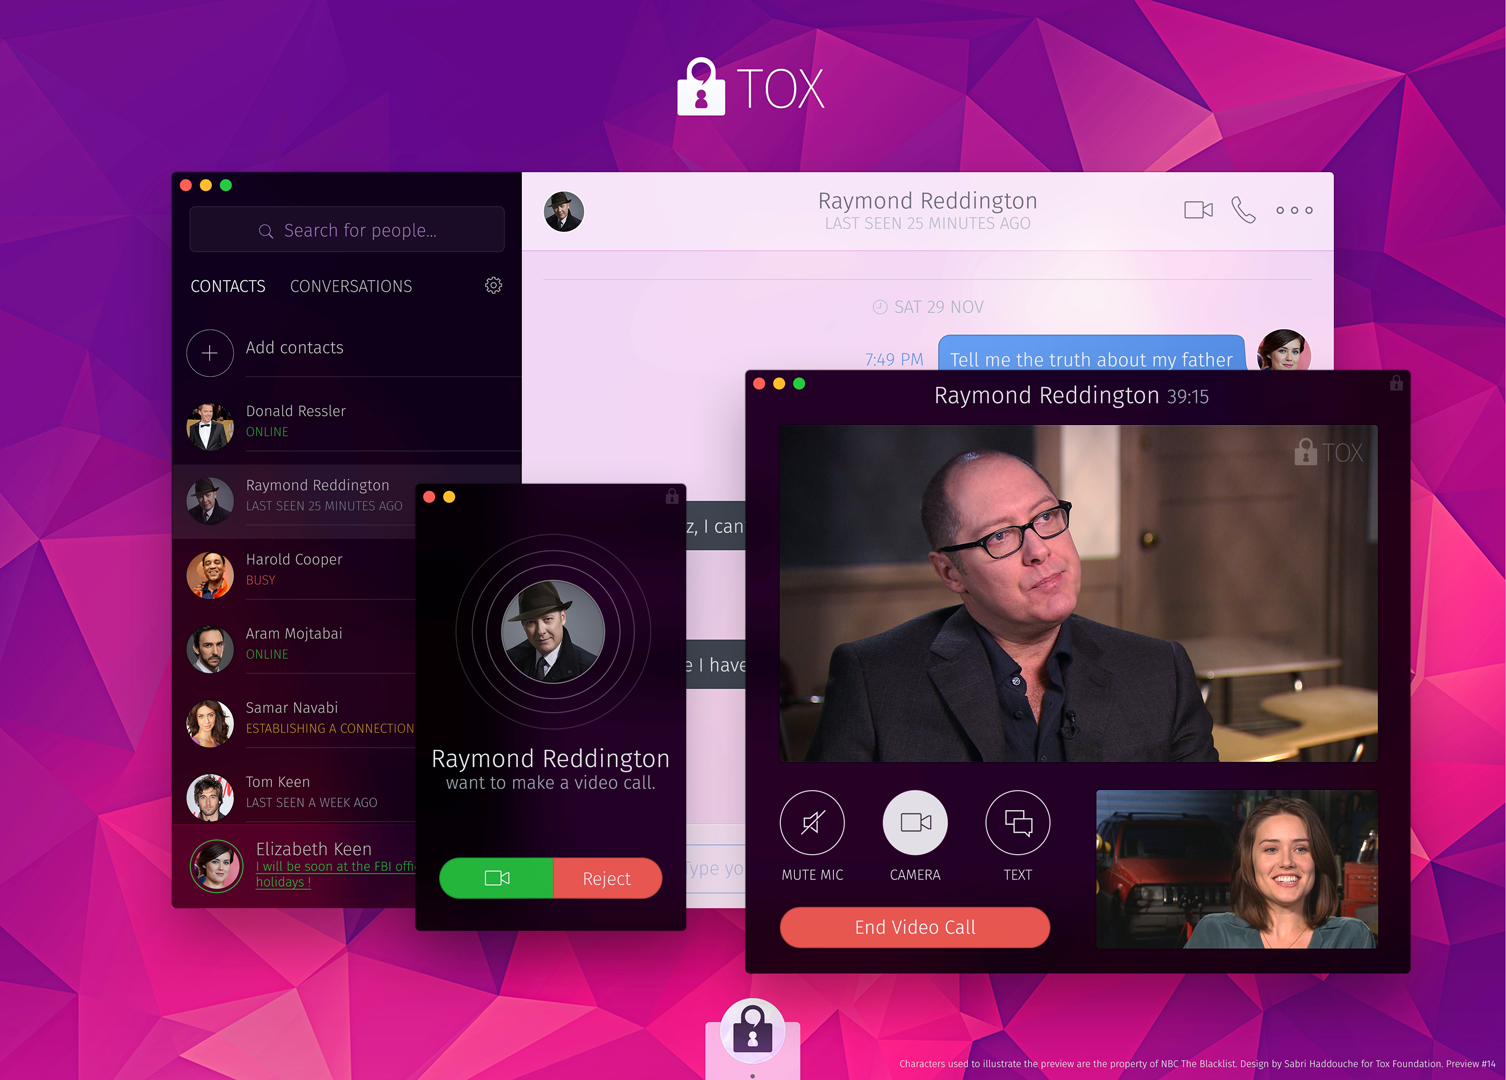 TOX
Search for people...
CONTACTS CONVERSATIONS
Add contacts
Donald Ressler
ONLINE
Raymond Reddington
LAST SEEN 25 MINUTES AGO
Harold Cooper
BUSY
Aram Mojtabai
ONLINE
Samar Navabi
ESTABLISHING A CONNECTION
Tom Keen
LAST SEEN A WEEK AGO
Elizabeth Keen
I will be soon at the FBI offi
holidays !
Raymond Reddington
LAST SEEN 25 MINUTES AGO
SAT 29 NOV
7:49 PM Tell me the truth about my father
z, I can
e I have
Type yo
Raymond Reddington
want to make a video call.
Reject
Raymond Reddington 39:15
TOX
MUTE MIC CAMERA TEXT
End Video Call
Characters used to illustrate the preview are the property of NBC The Blacklist. Design by Sabri Haddouche for Tox Foundation. Preview #14